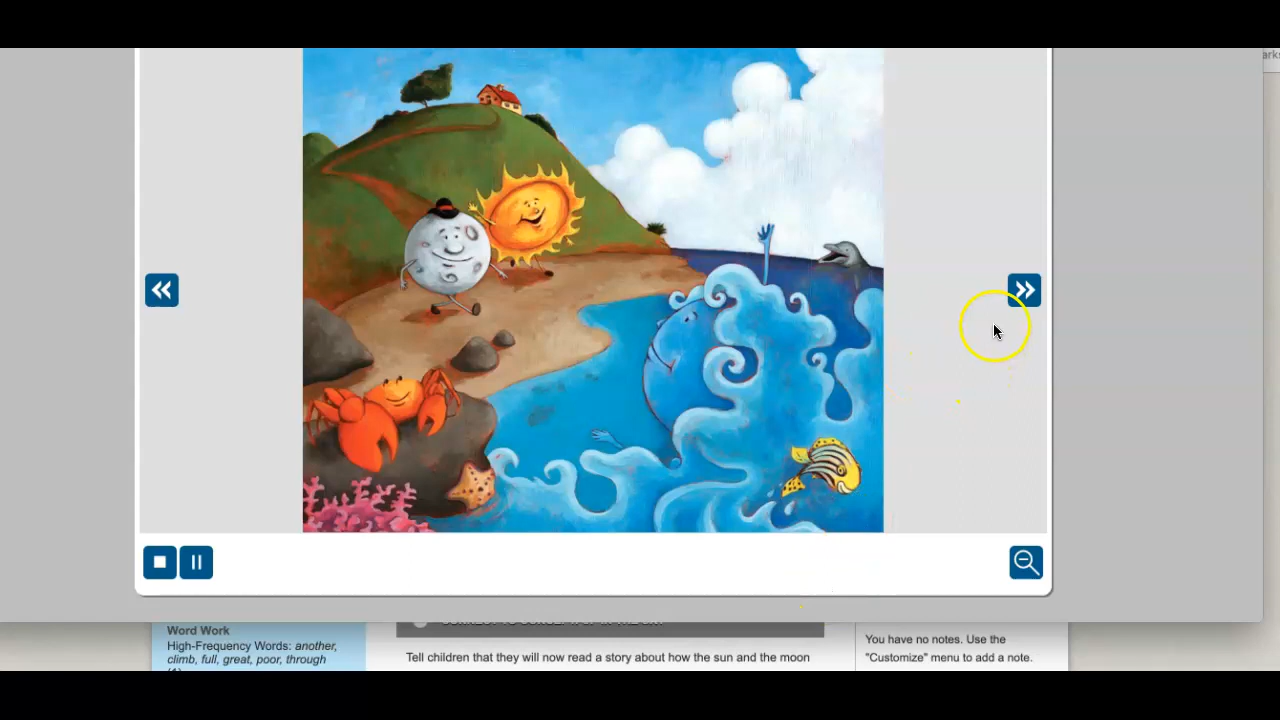 arks
Word Work
High-Frequency Words: another,
climb, full, great, poor, through
Tell children that they will now read a story about how the sun and the moon
You have no notes. Use the
"Customize" menu to add a note.